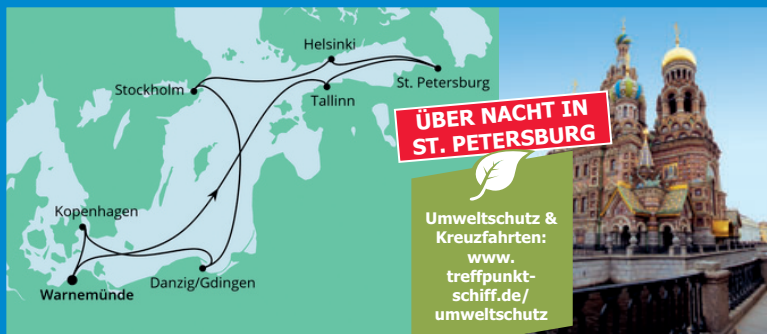 Helsinki
Stockholm
St. Petersburg
Tallinn
ÜBER NACHT IN
ST. PETERSBURG
Kopenhagen
Umweltschutz &
Kreuzfahrten:
www.
treffpunkt-
schiff.de/
umweltschutz
Danzig/Gdingen
Warnemünde